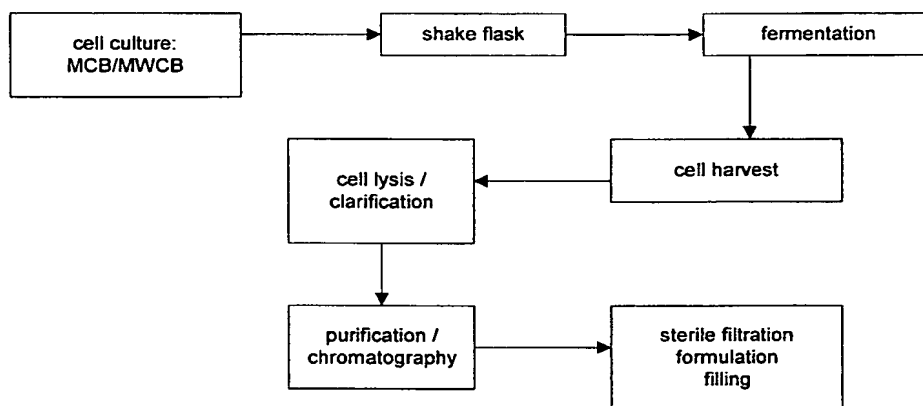 cell culture:
MCB/MWCB
shake flask
fermentation
cell harvest
cell lysis /
clarification
purification /
chromatography
sterile filtration
formulation
filling